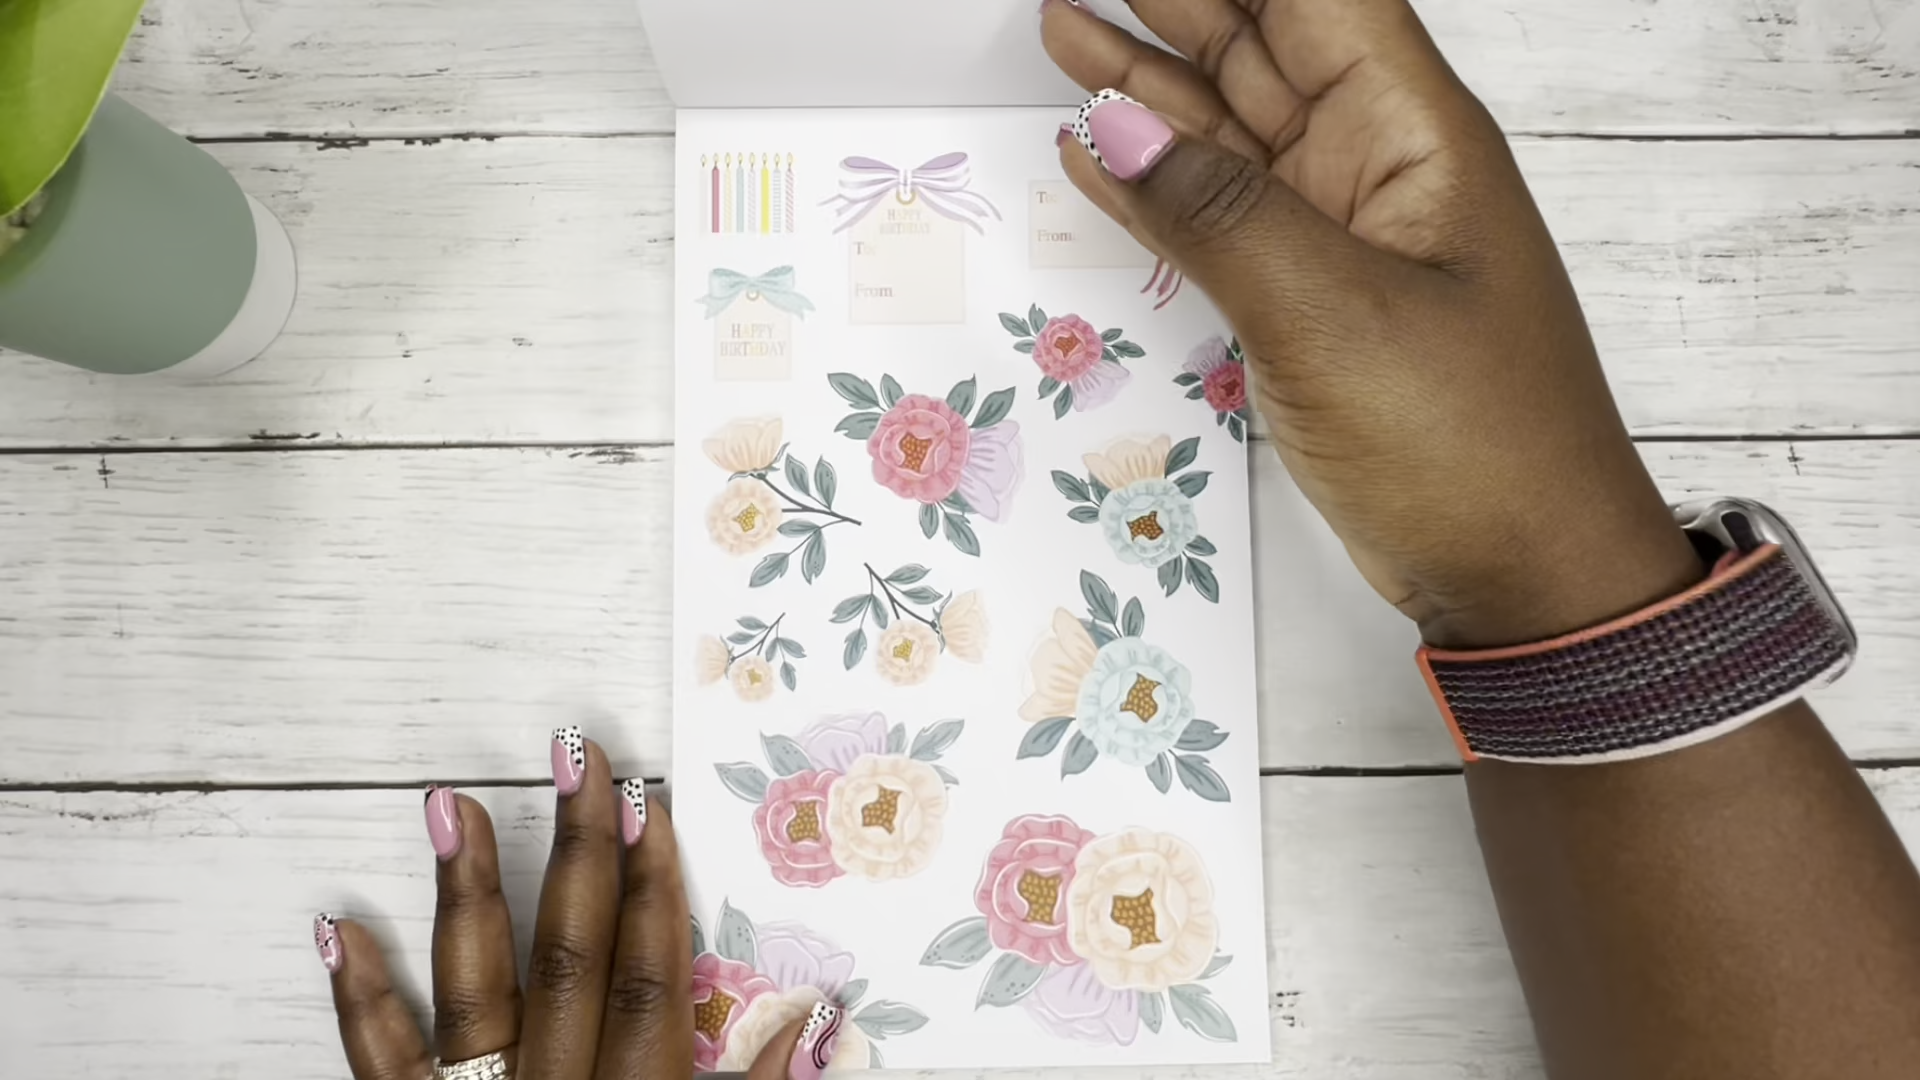 HAPPY
BIRTHDAY
To:
From
To:
From:
HAPPY
BIRTHDAY